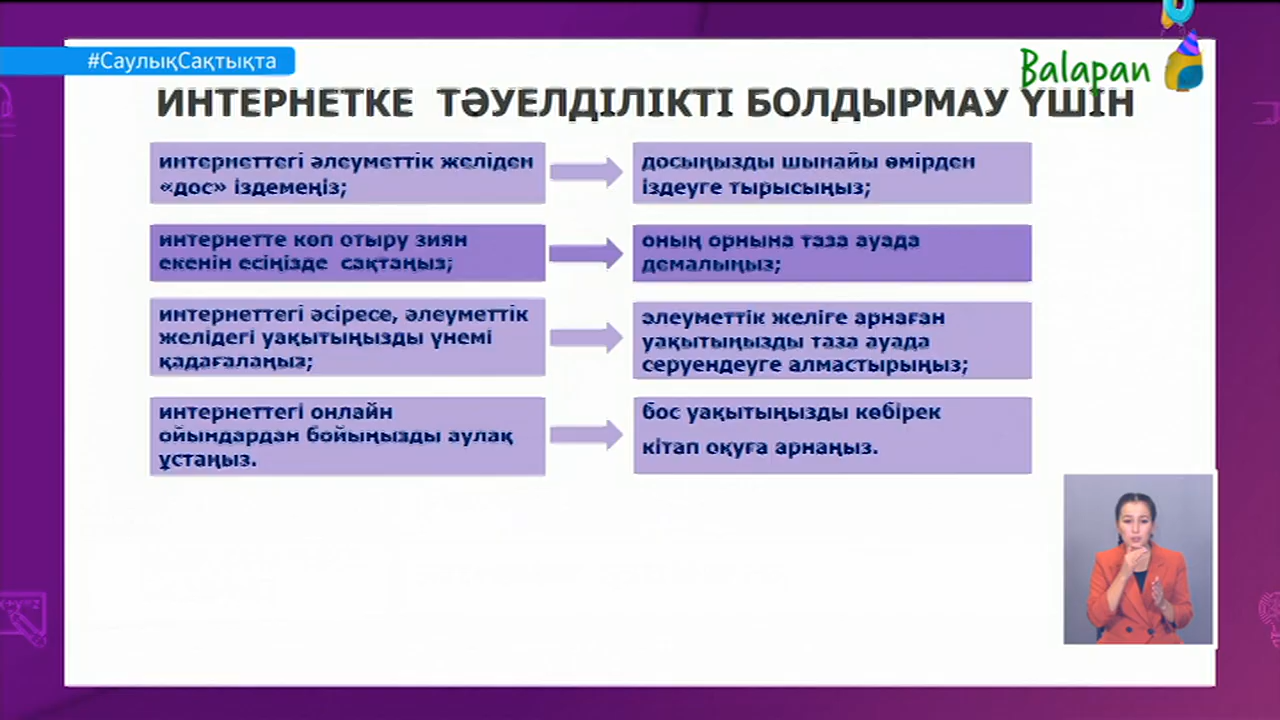 #СаулықСақтықта
Balapan
ИНТЕРНЕТКЕ ТӘУЕЛДІЛІКТІ БОЛДЫРМАУ ҮШІН
интернеттегі әлеуметтік желіден
«дос» іздемеңіз;
досыңызды шынайы өмірден
іздеуге тырысыңыз;
интернетте көп отыру зиян
екенін есіңізде сақтаңыз;
оның орнына таза ауада
демалыңыз;
интернеттегі әсіресе, әлеуметтік
желідегі уақытыңызды үнемі
қадағалаңыз;
әлеуметтік желіге арнаған
уақытыңызды таза ауада
серуендеуге алмастырыңыз;
интернеттегі онлайн
ойындардан бойыңызды аулақ
ұстаңыз.
бос уақытыңызды көбірек
кітап оқуға арнаңыз.